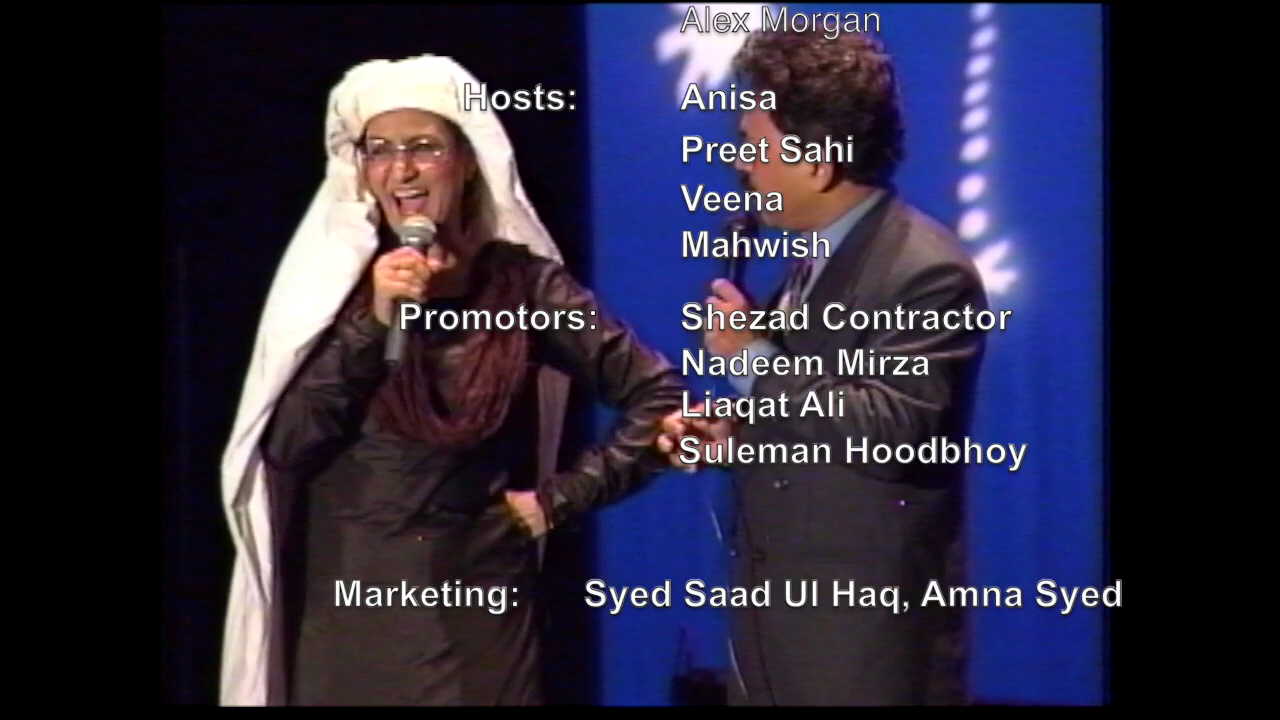 Alex Morgan
Hosts: Anisa
Preet Sahi
Veena
Mahwish
Promotors: Shezad Contractor
Nadeem Mirza
Liaqat Ali
Suleman Hoodbhoy
Marketing: Syed Saad Ul Haq, Amna Syed